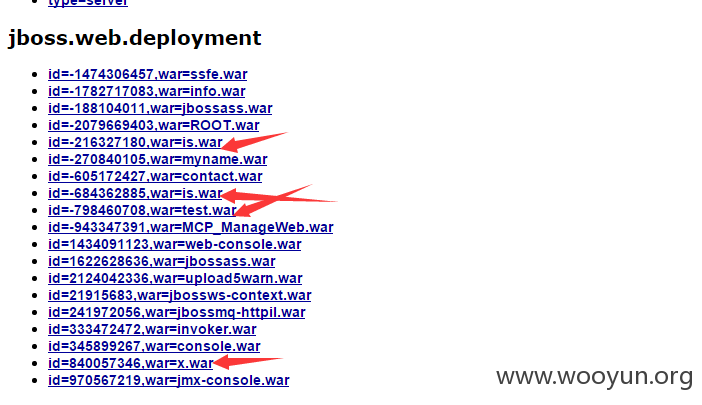 type=server
jboss.web.deployment
id=-1474306457,war=ssfe.war
id=-1782717083,war=info.war
id=-188104011,war=jbossass.war
id=-2079669403,war=ROOT.war
id=-216327180,war=is.war
id=-270840105,war=myname.war
id=-605172427,war=contact.war
id=-684362885,war=is.war
id=-798460708,war=test.war
id=-943347391,war=MCP_ManageWeb.war
id=1434091123,war=web-console.war
id=1622628636,war=jbossass.war
id=2124042336,war=upload5warn.war
id=21915683,war=jbossws-context.war
id=241972056,war=jbossmq-httpil.war
id=333472472,war=invoker.war
id=345899267,war=console.war
id=840057346,war=x.war
id=970567219,war=jmx-console.war
www.wooyun.org